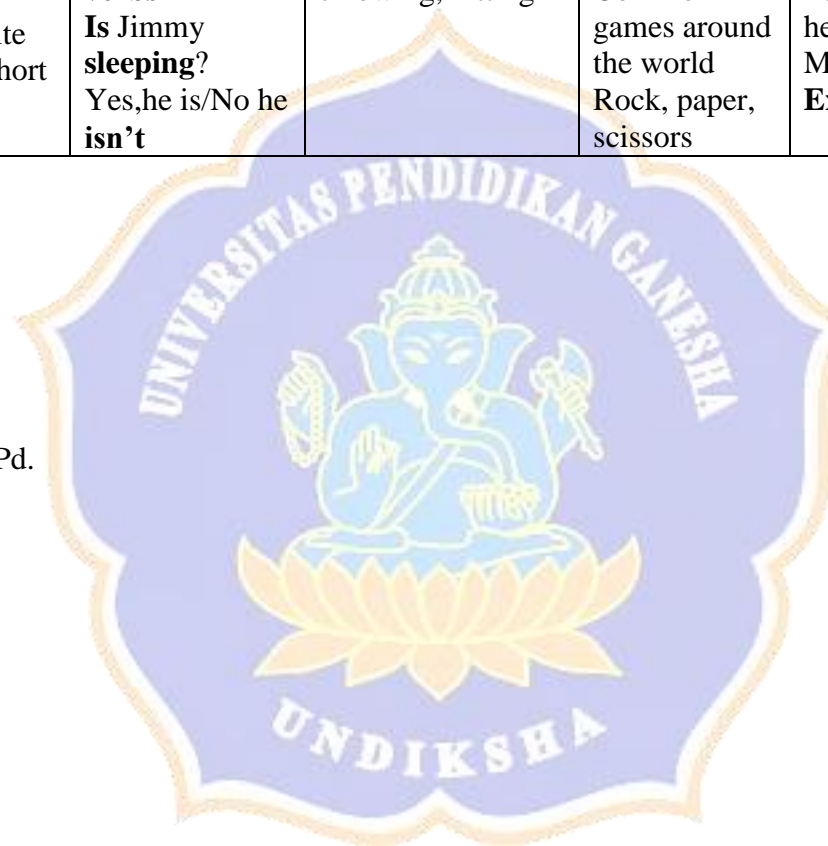 Is Jimmy
sleeping?
Yes,he is/No he
isn’t
games around
the world
Rock, paper,
scissors
Pd.
UNIVERSITAS PENDIDIKAN GANESHA
UNDIKSHA